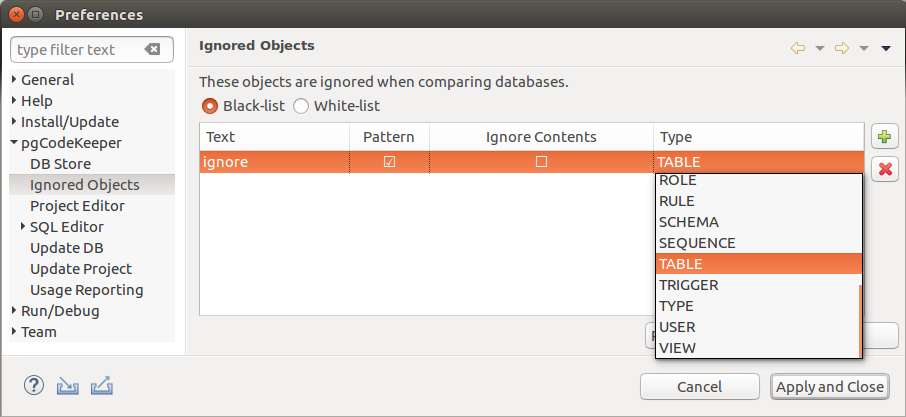 Preferences
type filter text
General
Help
Install/Update
pgCodeKeeper
DB Store
Ignored Objects
Project Editor
SQL Editor
Update DB
Update Project
Usage Reporting
Run/Debug
Team
Ignored Objects
These objects are ignored when comparing databases.
Black-list White-list
Text Pattern Ignore Contents Type
ignore TABLE
ROLE
RULE
SCHEMA
SEQUENCE
TABLE
TRIGGER
TYPE
USER
VIEW
Cancel Apply and Close